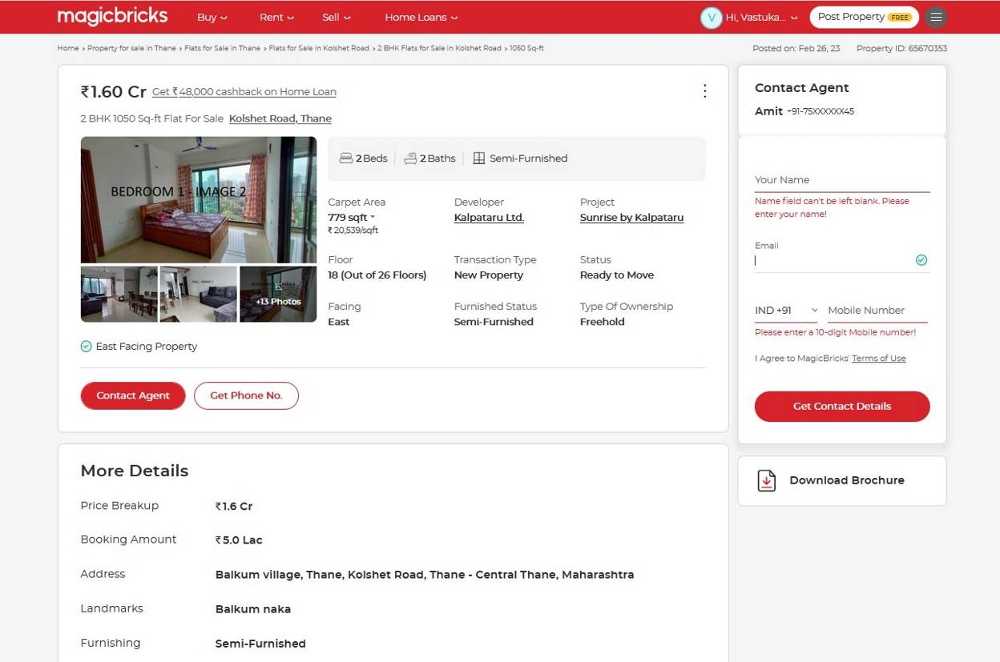 magicbricks
Buy
Rent
Sell
Home Loans
V
Hi, Vastuka...
Post Property FREE
Home › Property for sale in Thane › Flats for Sale in Thane › Flats for Sale in Kolshet Road › 2 BHK Flats for Sale in Kolshet Road › 1050 Sq-ft
Posted on: Feb 26, 23 Property ID: 65670353
₹1.60 Cr Get ₹48,000 cashback on Home Loan
2 BHK 1050 Sq-ft Flat For Sale Kolshet Road, Thane
BEDROOM 1 - IMAGE 2
+13 Photos
2 Beds
2 Baths
Semi-Furnished
Carpet Area
779 sqft
₹20,539/sqft
Developer
Kalpataru Ltd.
Project
Sunrise by Kalpataru
Floor
18 (Out of 26 Floors)
Transaction Type
New Property
Status
Ready to Move
Facing
East
Furnished Status
Semi-Furnished
Type Of Ownership
Freehold
East Facing Property
Contact Agent
Get Phone No.
More Details
Price Breakup ₹1.6 Cr
Booking Amount ₹5.0 Lac
Address Balkum village, Thane, Kolshet Road, Thane - Central Thane, Maharashtra
Landmarks Balkum naka
Furnishing Semi-Furnished
Contact Agent
Amit +91-75XXXXXX45
Your Name
Name field can't be left blank. Please
enter your name!
Email
IND +91 Mobile Number
Please enter a 10-digit Mobile number!
I Agree to MagicBricks' Terms of Use
Get Contact Details
Download Brochure